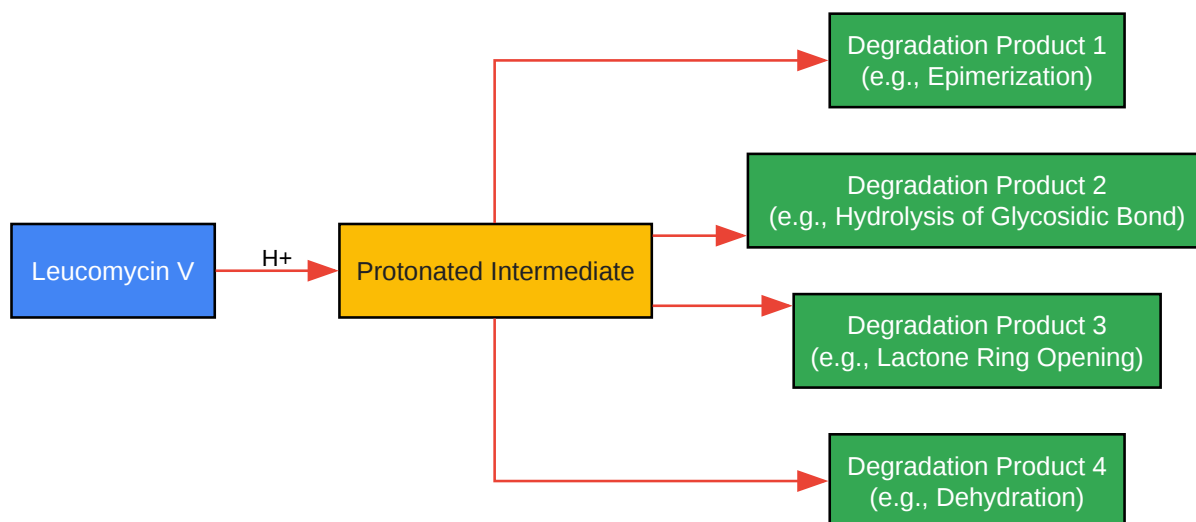 Leucomycin V
H+
Protonated Intermediate
Degradation Product 1
(e.g., Epimerization)
Degradation Product 2
(e.g., Hydrolysis of Glycosidic Bond)
Degradation Product 3
(e.g., Lactone Ring Opening)
Degradation Product 4
(e.g., Dehydration)